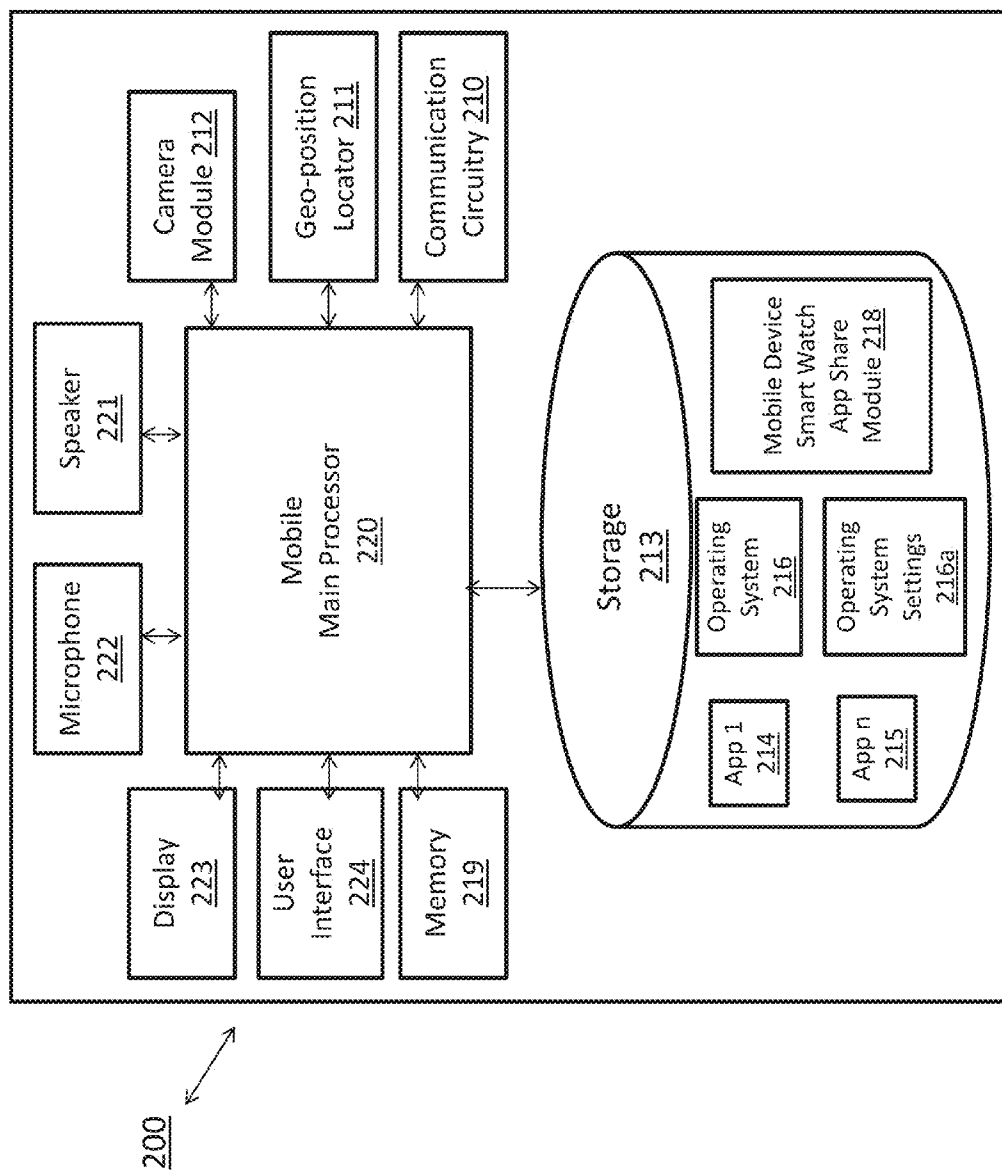 200
Microphone
222
Speaker
221
Display
223
User
Interface
224
Memory
219
Mobile
Main Processor
220
Camera
Module 212
Geo-position
Locator 211
Communication
Circuitry 210
Storage
213
App 1
214
App n
215
Operating
System
216
Operating
System
Settings
216a
Mobile Device
Smart Watch
App Share
Module 218